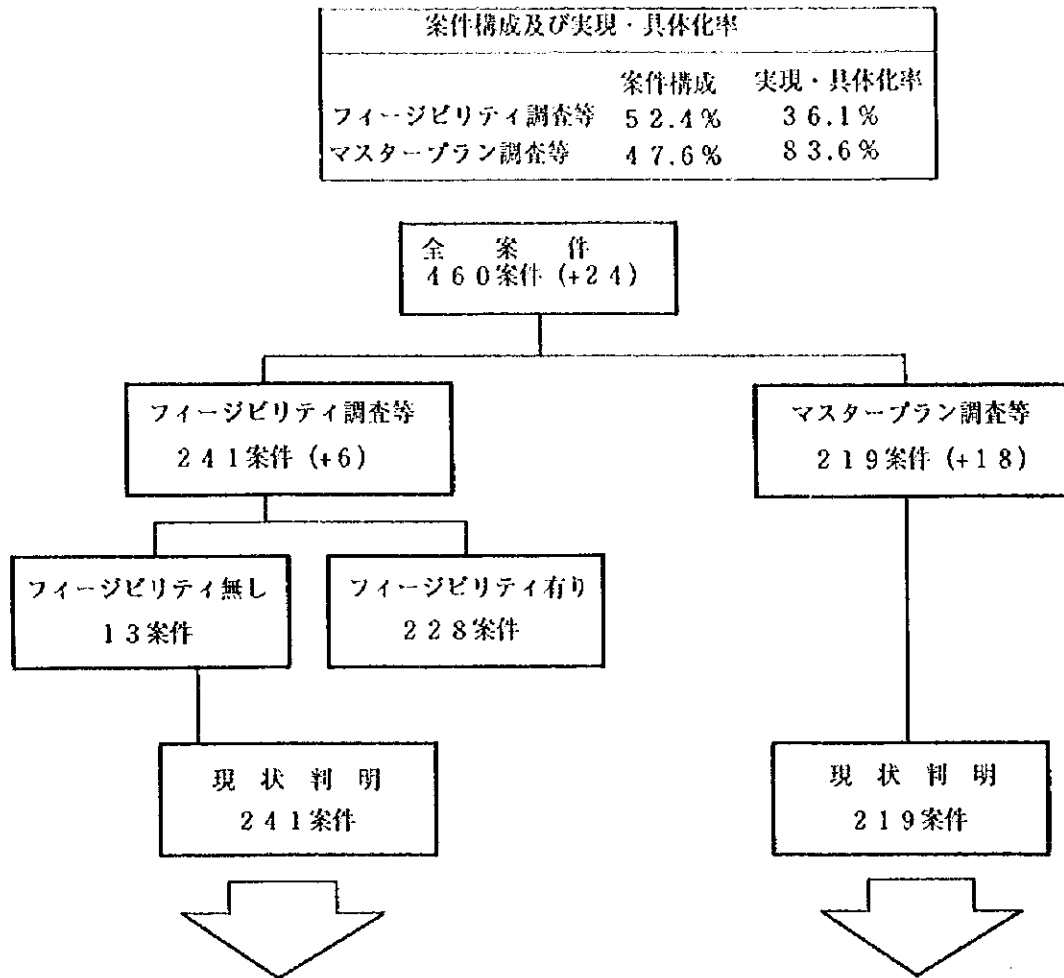 案件構成及び実現・具体化率
案件構成 実現・具体化率
フィージビリティ調査等 52.4% 36.1%
マスタープラン調査等 47.6% 83.6%
全案件
460案件 (+24)
フィージビリティ調査等
241案件 (+6)
マスタープラン調査等
219案件 (+18)
フィージビリティ無し
13案件
フィージビリティ有り
228案件
現状判明
241案件
現状判明
219案件